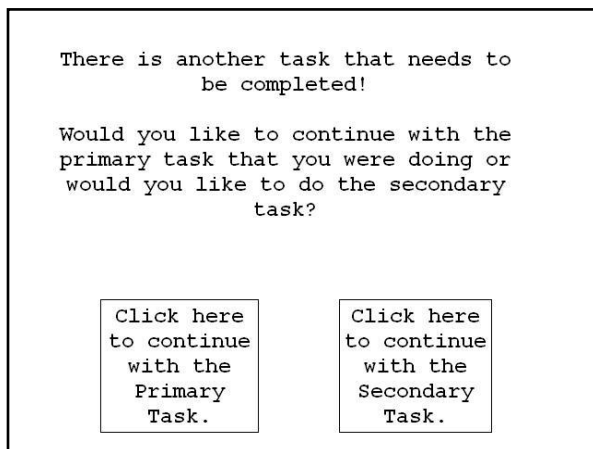 There is another task that needs to
be completed!
Would you like to continue with the
primary task that you were doing or
would you like to do the secondary
task?
Click here
to continue
with the
Primary
Task.
Click here
to continue
with the
Secondary
Task.